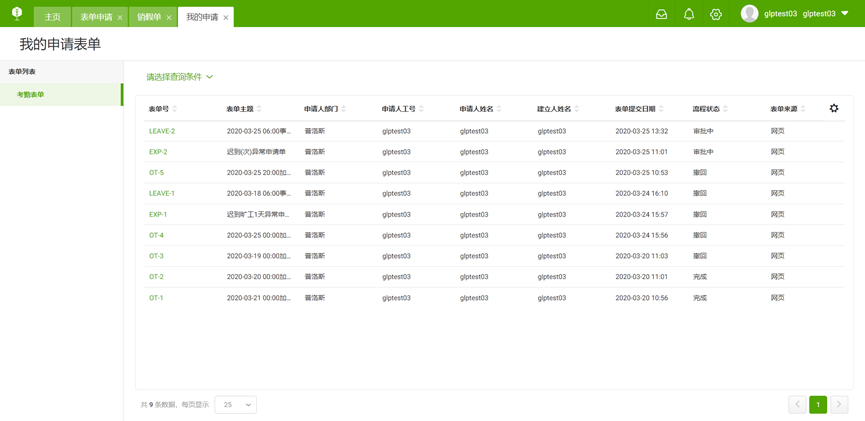 主页 表单申请 × 销假单 × 我的申请 × glptest03 glptest03
我的申请表单
表单列表
考勤表单
请选择查询条件
表单号 表单主题 申请人部门 申请人工号 申请人姓名 建立人姓名 表单提交日期 流程状态 表单来源
LEAVE-2 2020-03-25 06:00事... 普洛斯 glptest03 glptest03 glptest03 2020-03-25 13:32 审批中 网页
EXP-2 迟到(次)异常申请单 普洛斯 glptest03 glptest03 glptest03 2020-03-25 11:01 审批中 网页
OT-5 2020-03-25 20:00加... 普洛斯 glptest03 glptest03 glptest03 2020-03-25 10:53 撤回 网页
LEAVE-1 2020-03-18 06:00事... 普洛斯 glptest03 glptest03 glptest03 2020-03-24 16:10 撤回 网页
EXP-1 迟到旷工1天异常申... 普洛斯 glptest03 glptest03 glptest03 2020-03-24 15:57 撤回 网页
OT-4 2020-03-25 00:00加... 普洛斯 glptest03 glptest03 glptest03 2020-03-24 15:56 撤回 网页
OT-3 2020-03-19 00:00加... 普洛斯 glptest03 glptest03 glptest03 2020-03-20 11:03 撤回 网页
OT-2 2020-03-20 00:00加... 普洛斯 glptest03 glptest03 glptest03 2020-03-20 11:01 完成 网页
OT-1 2020-03-21 00:00加... 普洛斯 glptest03 glptest03 glptest03 2020-03-20 10:56 完成 网页
共 9 条数据，每页显示 25 1